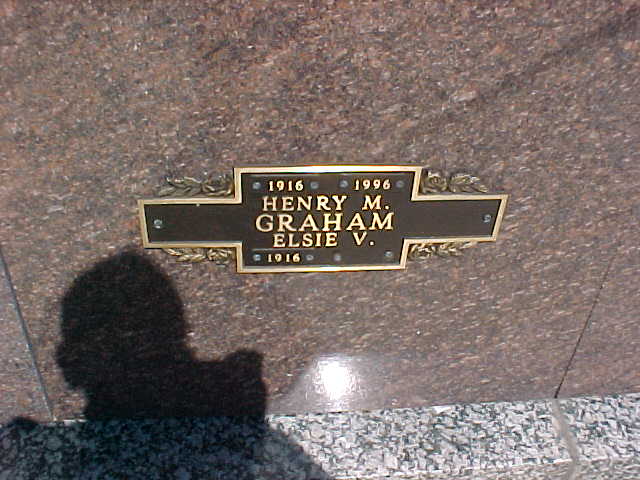 1916 1996
HENRY M.
GRAHAM
ELSIE V.
1916